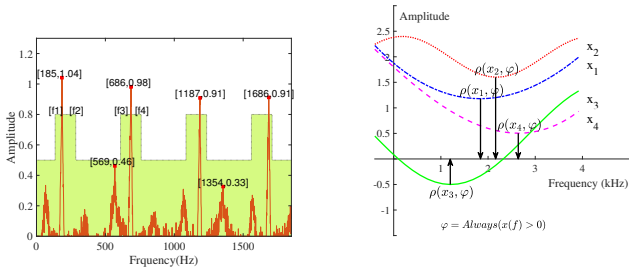 [185,1.04]
[686,0.98]
[1187,0.91]
[1686,0.91]
[f1] [f2]
[f3] [f4]
[569,0.46]
[1354,0.33]
Amplitude
1.2
1
0.8
0.6
0.4
0.2
0
0 500 1000 1500
Frquency(Hz)
Amplitude
2
1.5
1
0.5
-0.5
-1
x2
x1
x3
x4
ρ(x2, φ)
ρ(x1, φ)
ρ(x4, φ)
ρ(x3, φ)
1 2 3 4
Frequency (kHz)
φ = Always(x(f) > 0)